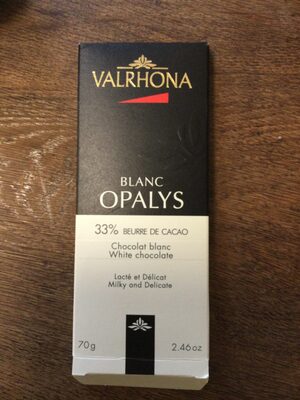 VALRHONA
BLANC
OPALYS
33% BEURRE DE CACAO
Chocolat blanc
White chocolate
Lacté et Délicat
Milky and Delicate
70g 2.46oz